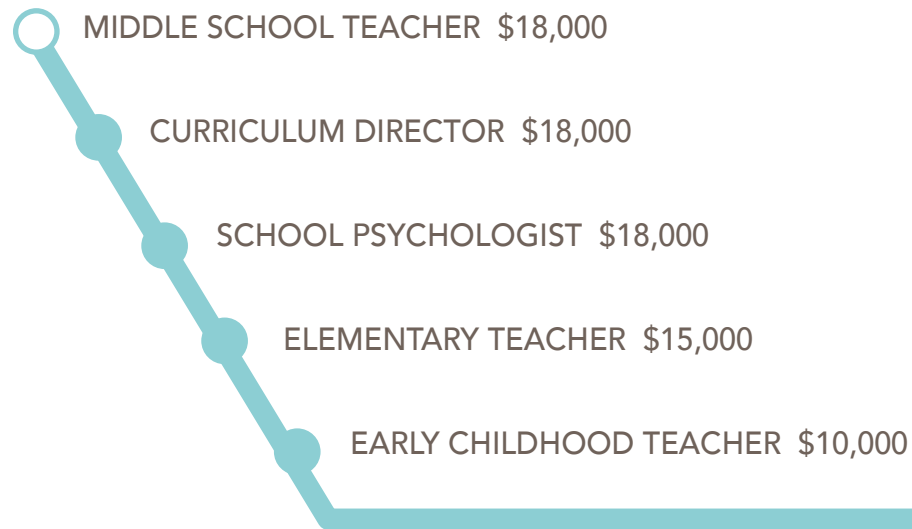 MIDDLE SCHOOL TEACHER $18,000
CURRICULUM DIRECTOR $18,000
SCHOOL PSYCHOLOGIST $18,000
ELEMENTARY TEACHER $15,000
EARLY CHILDHOOD TEACHER $10,000